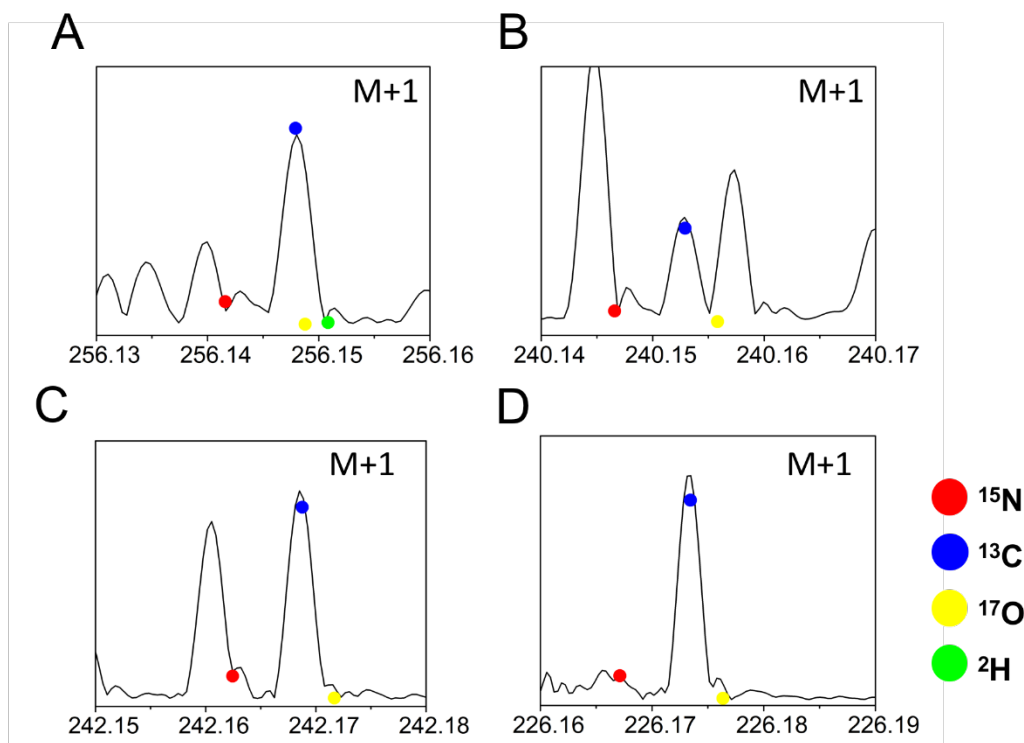 A
M+1
256.13 256.14 256.15 256.16
B
M+1
240.14 240.15 240.16 240.17
C
M+1
242.15 242.16 242.17 242.18
D
M+1
226.16 226.17 226.18 226.19
¹⁵N
¹³C
¹⁷O
²H